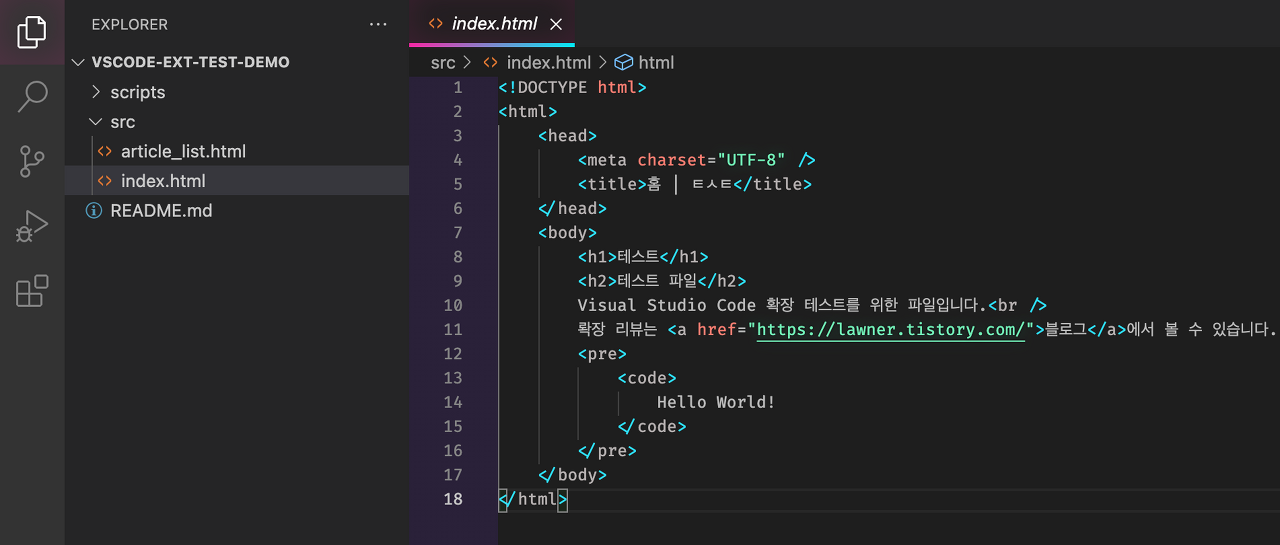 EXPLORER
VSCODE-EXT-TEST-DEMO
scripts
src
article_list.html
index.html
README.md
index.html
src > index.html > html
1 <!DOCTYPE html>
2 <html>
3 <head>
4 <meta charset="UTF-8" />
5 <title>홈 | ㅌㅅㅌ</title>
6 </head>
7 <body>
8 <h1>테스트</h1>
9 <h2>테스트 파일</h2>
10 Visual Studio Code 확장 테스트를 위한 파일입니다.<br />
11 확장 리뷰는 <a href="https://lawner.tistory.com/">블로그</a>에서 볼 수 있습니다.
12 <pre>
13 <code>
14 Hello World!
15 </code>
16 </pre>
17 </body>
18 </html>